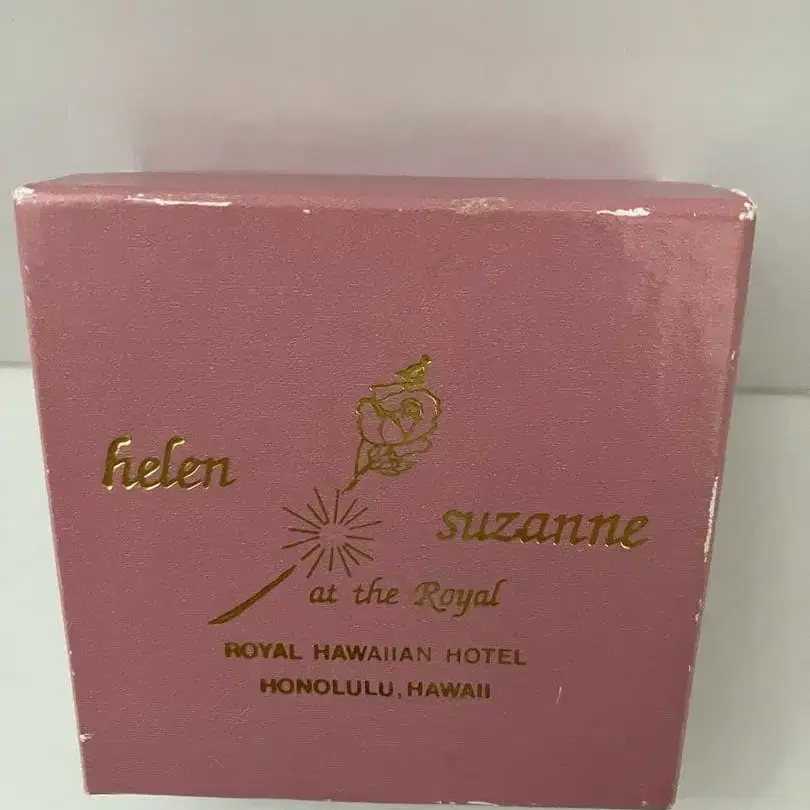 helen
suzanne
at the Royal
ROYAL HAWAIIAN HOTEL
HONOLULU, HAWAII